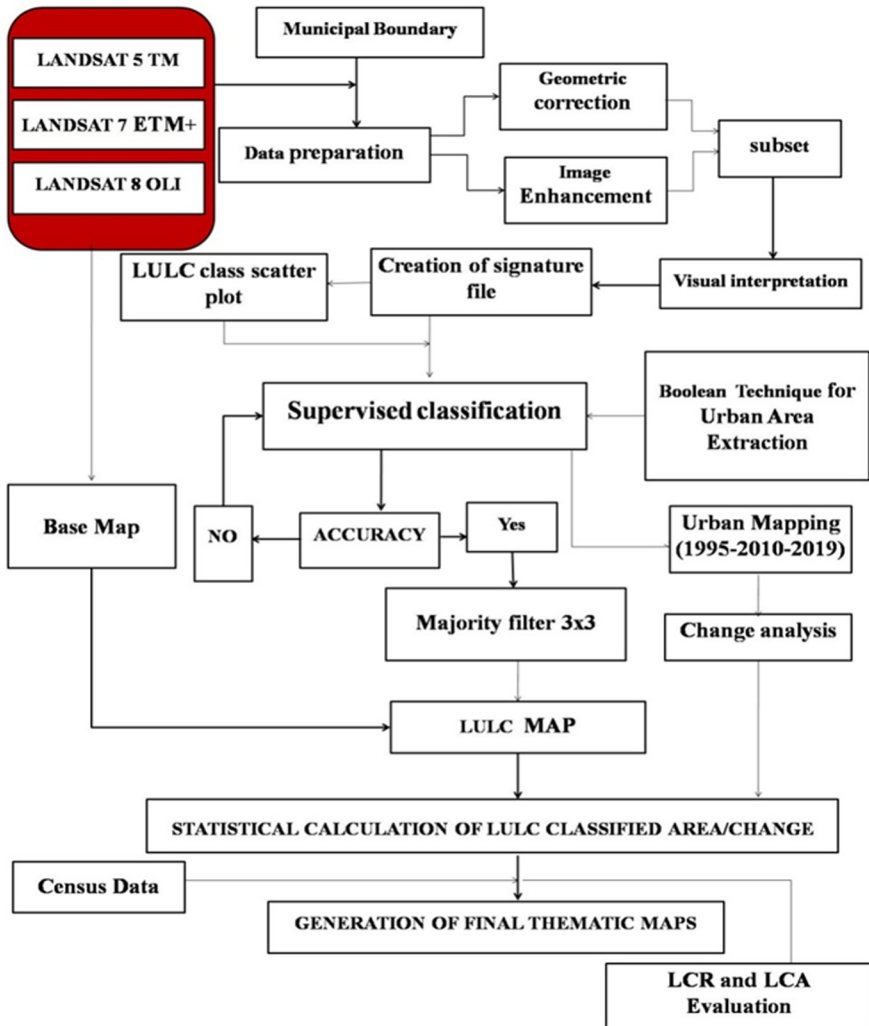 Municipal Boundary
LANDSAT 5 TM
LANDSAT 7 ETM+
LANDSAT 8 OLI
Data preparation
Geometric
correction
Image
Enhancement
subset
LULC class scatter
plot
Creation of signature
file
Visual interpretation
Supervised classification
Boolean Technique for
Urban Area
Extraction
Base Map
NO
ACCURACY
Yes
Urban Mapping
(1995-2010-2019)
Majority filter 3x3
Change analysis
LULC MAP
STATISTICAL CALCULATION OF LULC CLASSIFIED AREA/CHANGE
Census Data
GENERATION OF FINAL THEMATIC MAPS
LCR and LCA
Evaluation